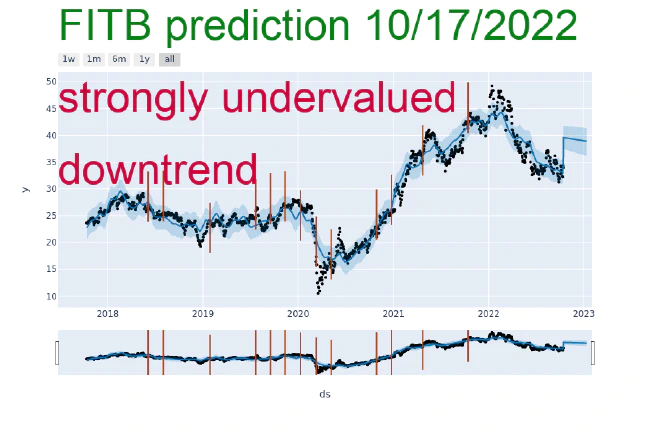 FITB prediction 10/17/2022
1w 1m 6m 1y all
strongly undervalued
downtrend
50
45
40
35
30
25
20
15
10
y
2018 2019 2020 2021 2022 2023
ds